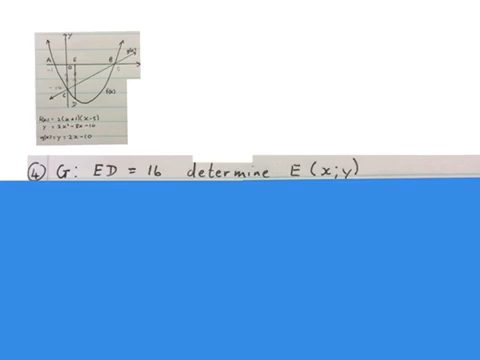 y
A E B g(x)
O x
C f(x)
D
f(x) = 2(x+1)(x-5)
y = 2x² - 8x - 10
g(x) = y = 2x - 10
④ G: ED = 16 determine E (x;y)